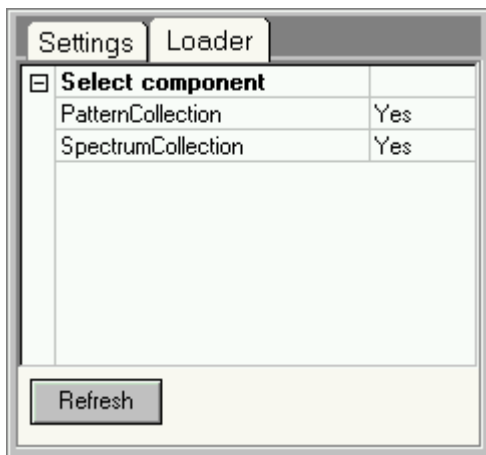 Settings Loader
Select component
PatternCollection Yes
SpectrumCollection Yes
Refresh